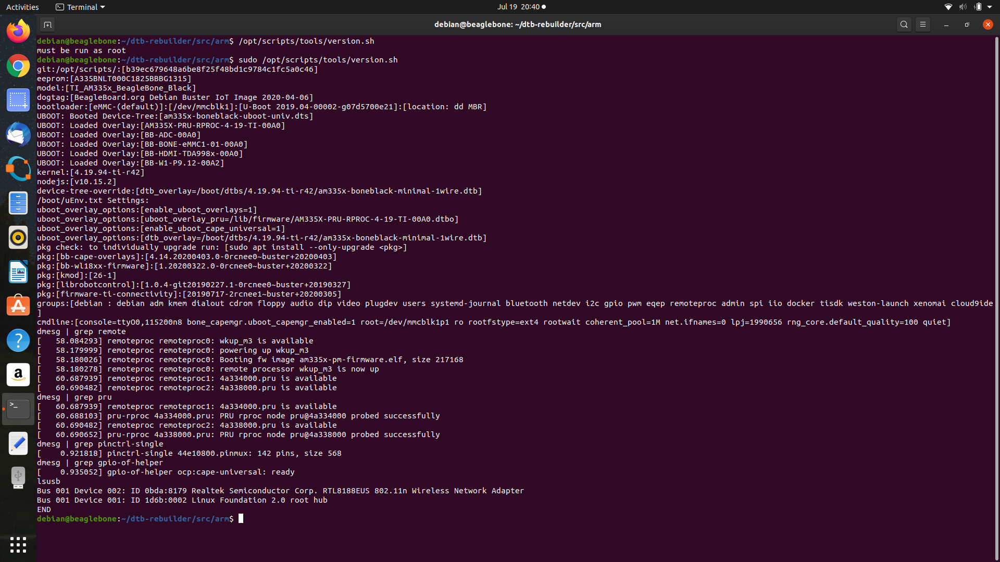 Activities
Terminal
Jul 19 20:40
debian@beaglebone: ~/dtb-rebuilder/src/arm
debian@beaglebone:~/dtb-rebuilder/src/arm$ /opt/scripts/tools/version.sh
must be run as root
debian@beaglebone:~/dtb-rebuilder/src/arm$ sudo /opt/scripts/tools/version.sh
git:/opt/scripts/:[b39ec679648a6be8f25f48bd1c9784c1fc5a0c46]
eeprom:[A335BNLT000C1825BBBG1315]
model:[TI_AM335x_BeagleBone_Black]
dogtag:[BeagleBoard.org Debian Buster IoT Image 2020-04-06]
bootloader:[eMMC-(default)]:[/dev/mmcblk1]:[U-Boot 2019.04-00002-g07d5700e21]:[location: dd MBR]
UBOOT: Booted Device-Tree:[am335x-boneblack-uboot-univ.dts]
UBOOT: Loaded Overlay:[AM335X-PRU-RPROC-4-19-TI-00A0]
UBOOT: Loaded Overlay:[BB-ADC-00A0]
UBOOT: Loaded Overlay:[BB-BONE-eMMC1-01-00A0]
UBOOT: Loaded Overlay:[BB-HDMI-TDA998x-00A0]
UBOOT: Loaded Overlay:[BB-W1-P9.12-00A2]
kernel:[4.19.94-ti-r42]
nodejs:[v10.15.2]
device-tree-override:[dtb_overlay=/boot/dtbs/4.19.94-ti-r42/am335x-boneblack-minimal-1wire.dtb]
/boot/uEnv.txt Settings:
uboot_overlay_options:[enable_uboot_overlays=1]
uboot_overlay_options:[uboot_overlay_pru=/lib/firmware/AM335X-PRU-RPROC-4-19-TI-00A0.dtbo]
uboot_overlay_options:[enable_uboot_cape_universal=1]
uboot_overlay_options:[dtb_overlay=/boot/dtbs/4.19.94-ti-r42/am335x-boneblack-minimal-1wire.dtb]
pkg check: to individually upgrade run: [sudo apt install --only-upgrade <pkg>]
pkg:[bb-cape-overlays]:[4.14.20200403.0-0rcnee0~buster+20200403]
pkg:[bb-wl18xx-firmware]:[1.20200322.0-0rcnee0~buster+20200322]
pkg:[kmod]:[26-1]
pkg:[librobotcontrol]:[1.0.4-git20190227.1-0rcnee0~buster+20190327]
pkg:[firmware-ti-connectivity]:[20190717-2rcnee1~buster+20200305]
groups:[debian : debian adm kmem dialout cdrom floppy audio dip video plugdev users systemd-journal bluetooth netdev i2c gpio pwm eqep remoteproc admin spi iio docker tisdk weston-launch xenomai cloud9ide
]
cmdline:[console=ttyO0,115200n8 bone_capemgr.uboot_capemgr_enabled=1 root=/dev/mmcblk1p1 ro rootfstype=ext4 rootwait coherent_pool=1M net.ifnames=0 lpj=1990656 rng_core.default_quality=100 quiet]
dmesg | grep remote
[   58.084293] remoteproc remoteproc0: wkup_m3 is available
[   58.179999] remoteproc remoteproc0: powering up wkup_m3
[   58.180026] remoteproc remoteproc0: Booting fw image am335x-pm-firmware.elf, size 217168
[   58.180278] remoteproc remoteproc0: remote processor wkup_m3 is now up
[   60.687939] remoteproc remoteproc1: 4a334000.pru is available
[   60.690482] remoteproc remoteproc2: 4a338000.pru is available
dmesg | grep pru
[   60.687939] remoteproc remoteproc1: 4a334000.pru is available
[   60.688103] pru-rproc 4a334000.pru: PRU rproc node pru@4a334000 probed successfully
[   60.690482] remoteproc remoteproc2: 4a338000.pru is available
[   60.690652] pru-rproc 4a338000.pru: PRU rproc node pru@4a338000 probed successfully
dmesg | grep pinctrl-single
[    0.921818] pinctrl-single 44e10800.pinmux: 142 pins, size 568
dmesg | grep gpio-of-helper
[    0.935052] gpio-of-helper ocp:cape-universal: ready
lsusb
Bus 001 Device 002: ID 0bda:8179 Realtek Semiconductor Corp. RTL8188EUS 802.11n Wireless Network Adapter
Bus 001 Device 001: ID 1d6b:0002 Linux Foundation 2.0 root hub
END
debian@beaglebone:~/dtb-rebuilder/src/arm$